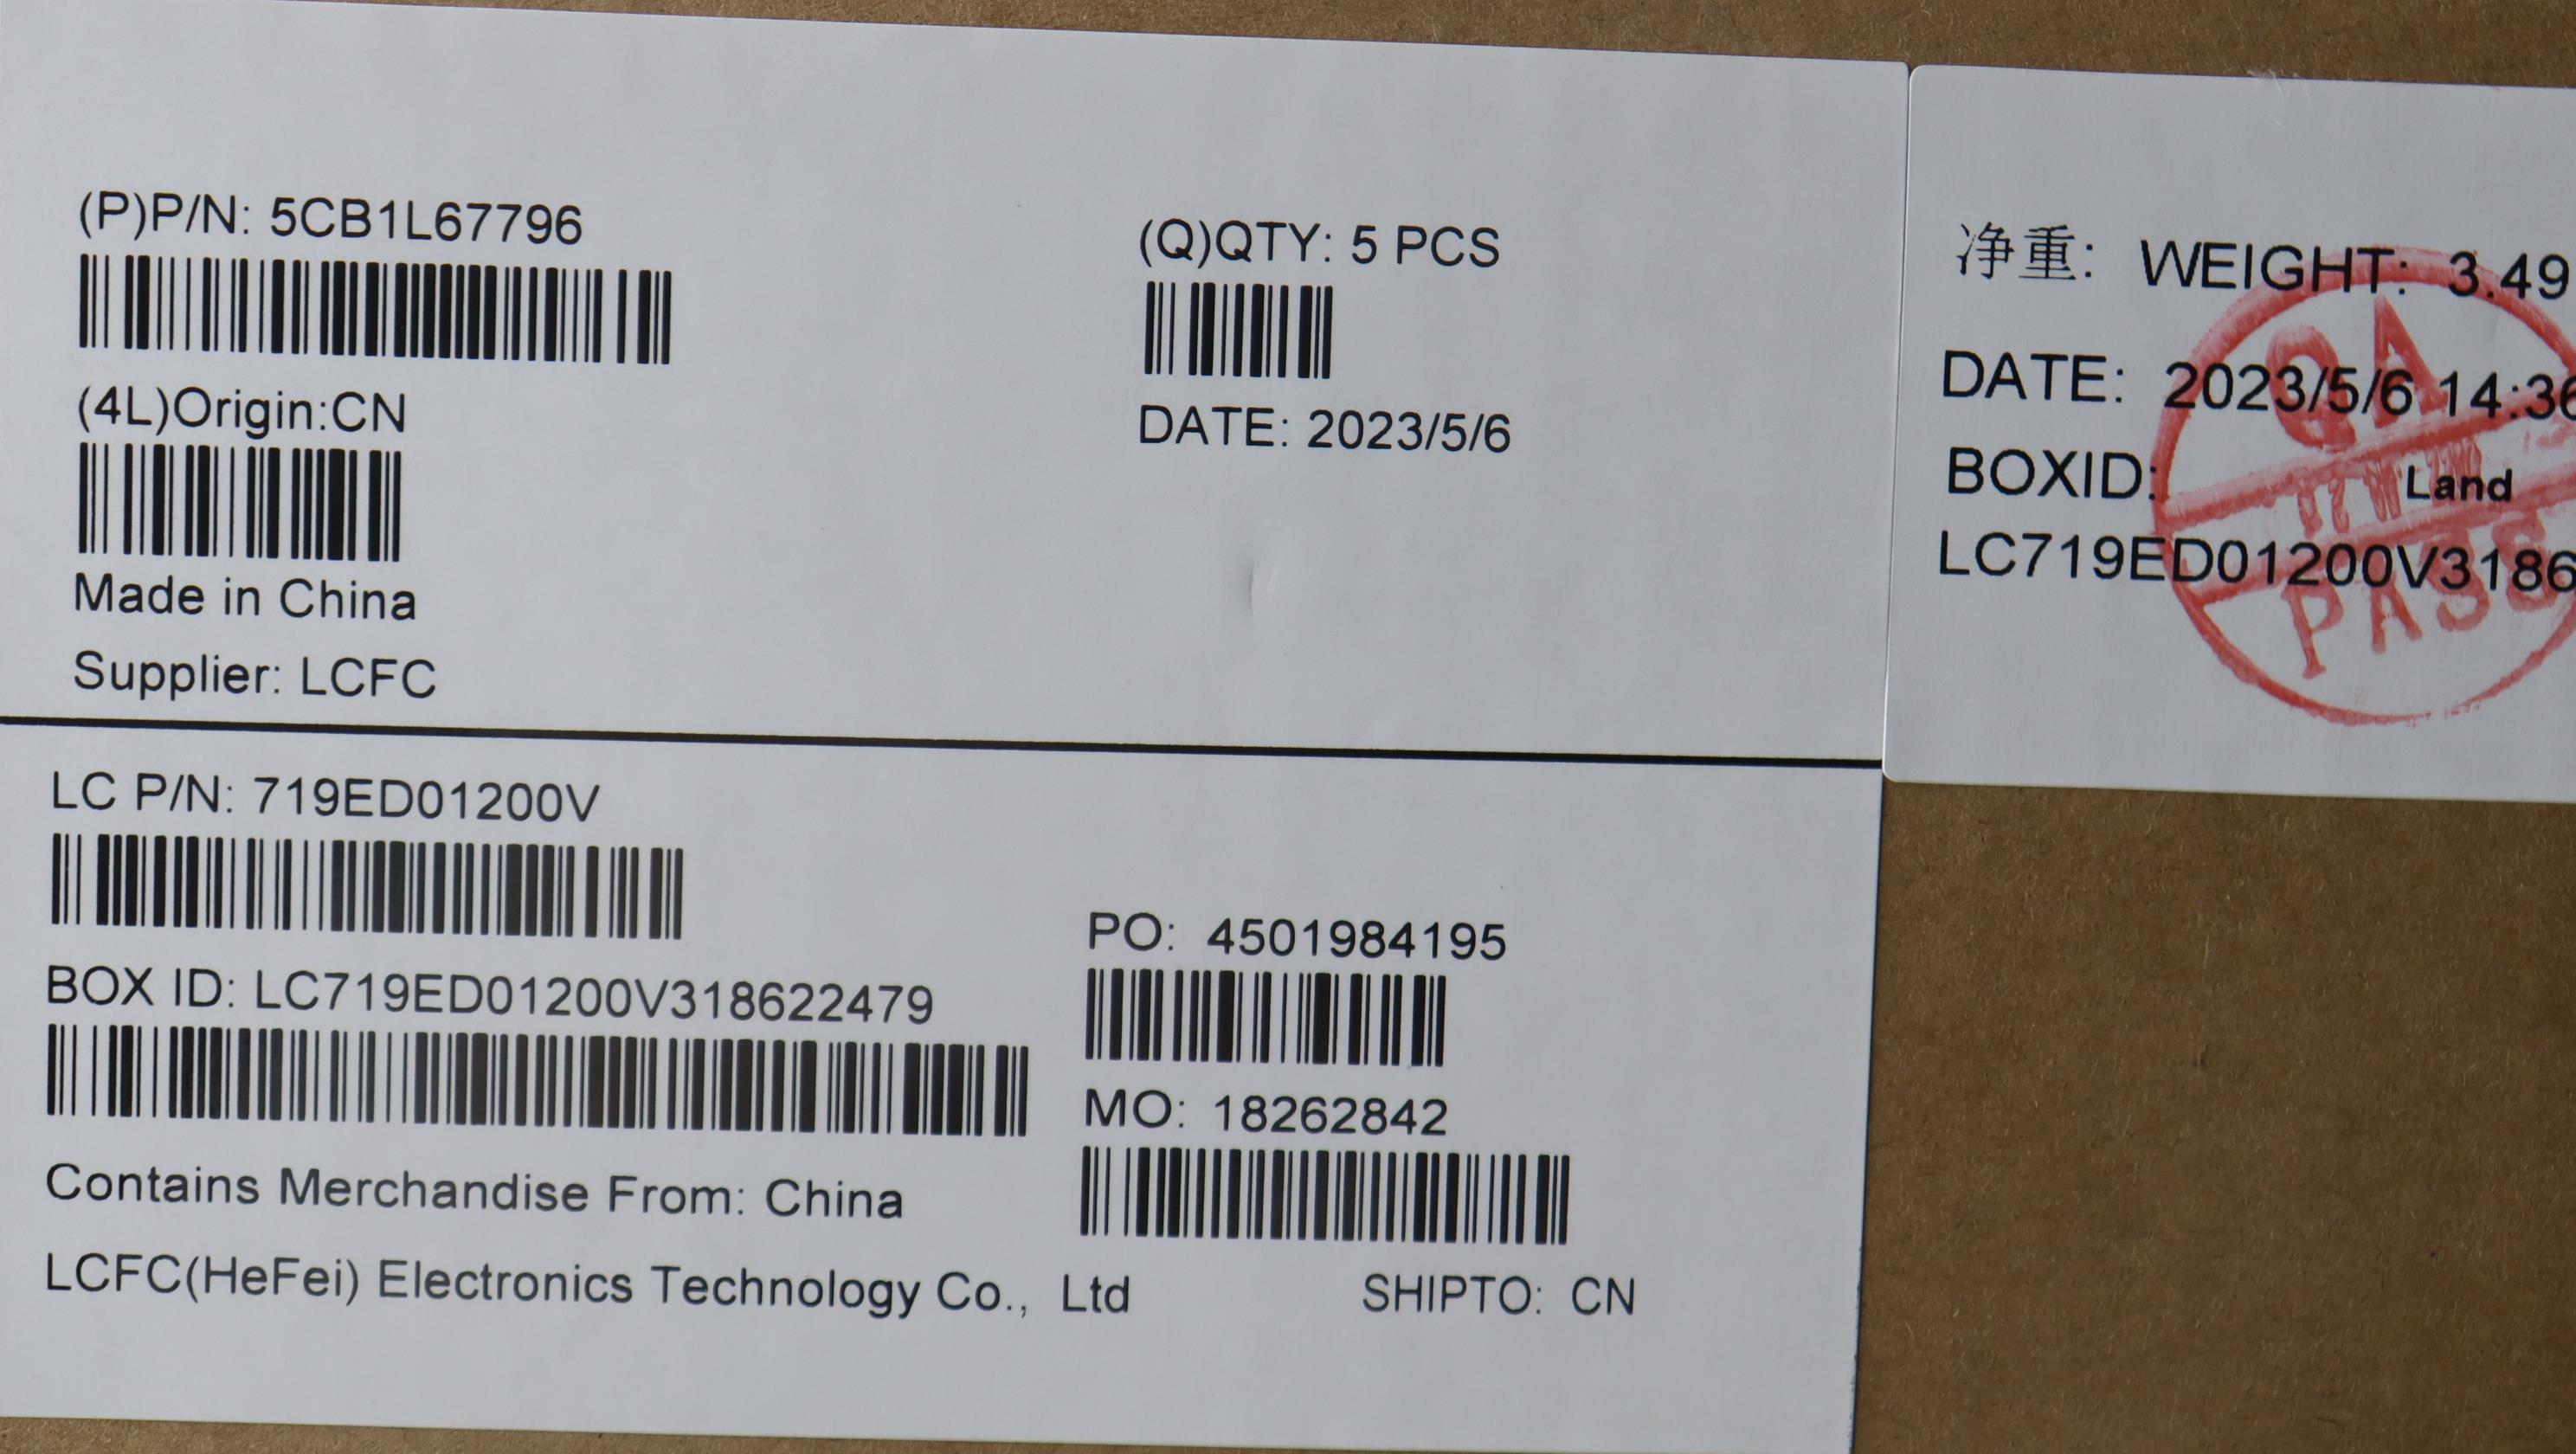 (P)P/N: 5CB1L67796
(4L)Origin:CN
Made in China
Supplier: LCFC
(Q)QTY: 5 PCS
DATE: 2023/5/6
LC P/N: 719ED01200V
BOX ID: LC719ED01200V318622479
Contains Merchandise From: China
LCFC(HeFei) Electronics Technology Co., Ltd
PO: 4501984195
MO: 18262842
SHIPTO: CN
净重: WEIGHT: 3.49
DATE: 2023/5/6 14:36
BOXID:
Land
LC719ED01200V3186
QA
PASS